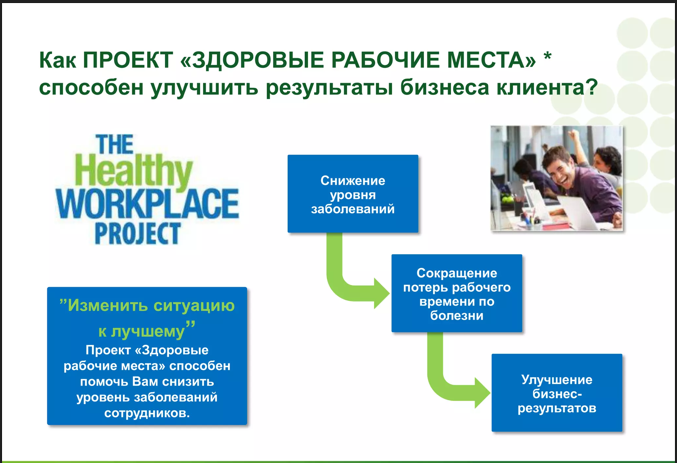 Как ПРОЕКТ «ЗДОРОВЫЕ РАБОЧИЕ МЕСТА» *
способен улучшить результаты бизнеса клиента?
THE
Healthy
WORKPLACE
PROJECT
Снижение
уровня
заболеваний
Сокращение
потерь рабочего
времени по
болезни
Улучшение
бизнес-
результатов
”Изменить ситуацию
к лучшему”
Проект «Здоровые
рабочие места» способен
помочь Вам снизить
уровень заболеваний
сотрудников.